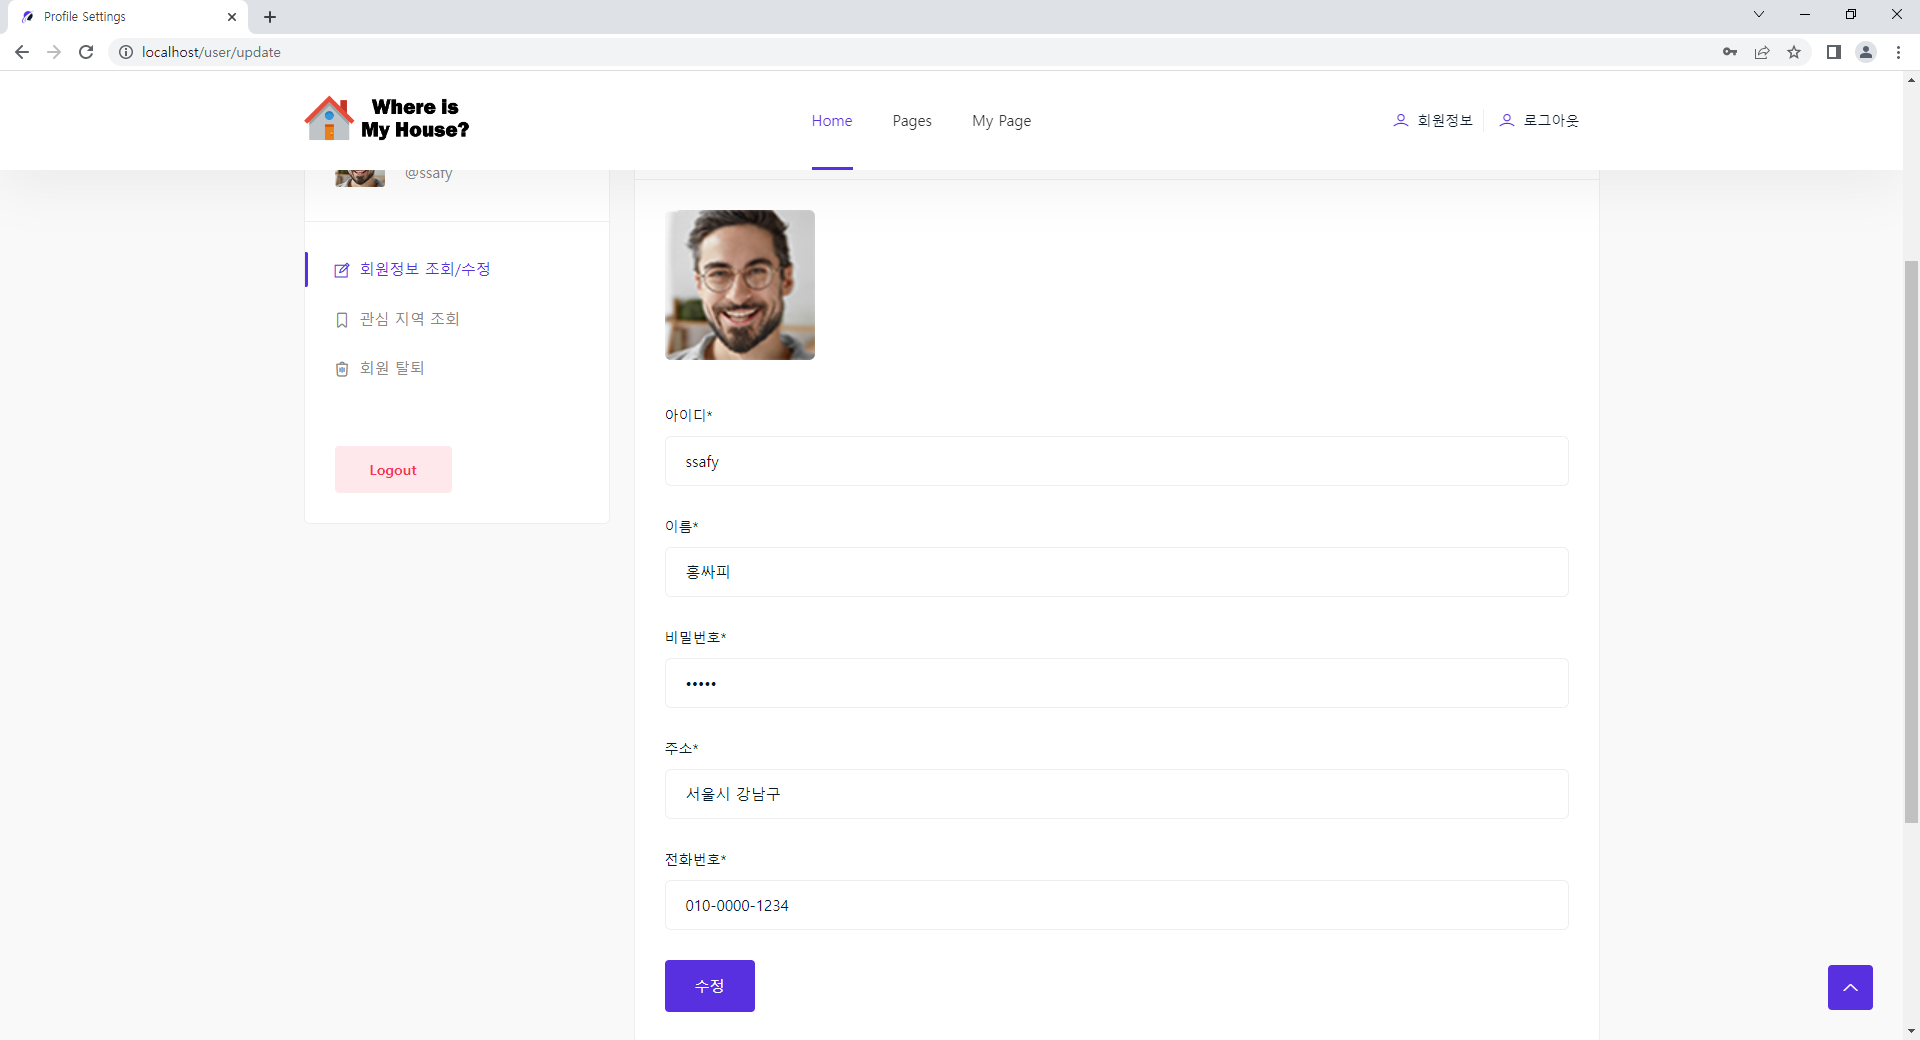 Profile Settings
localhost/user/update
Where is
My House?
Home
Pages
My Page
회원정보
로그아웃
@ssafy
회원정보 조회/수정
관심 지역 조회
회원 탈퇴
Logout
아이디*
ssafy
이름*
홍싸피
비밀번호*
•••••
주소*
서울시 강남구
전화번호*
010-0000-1234
수정